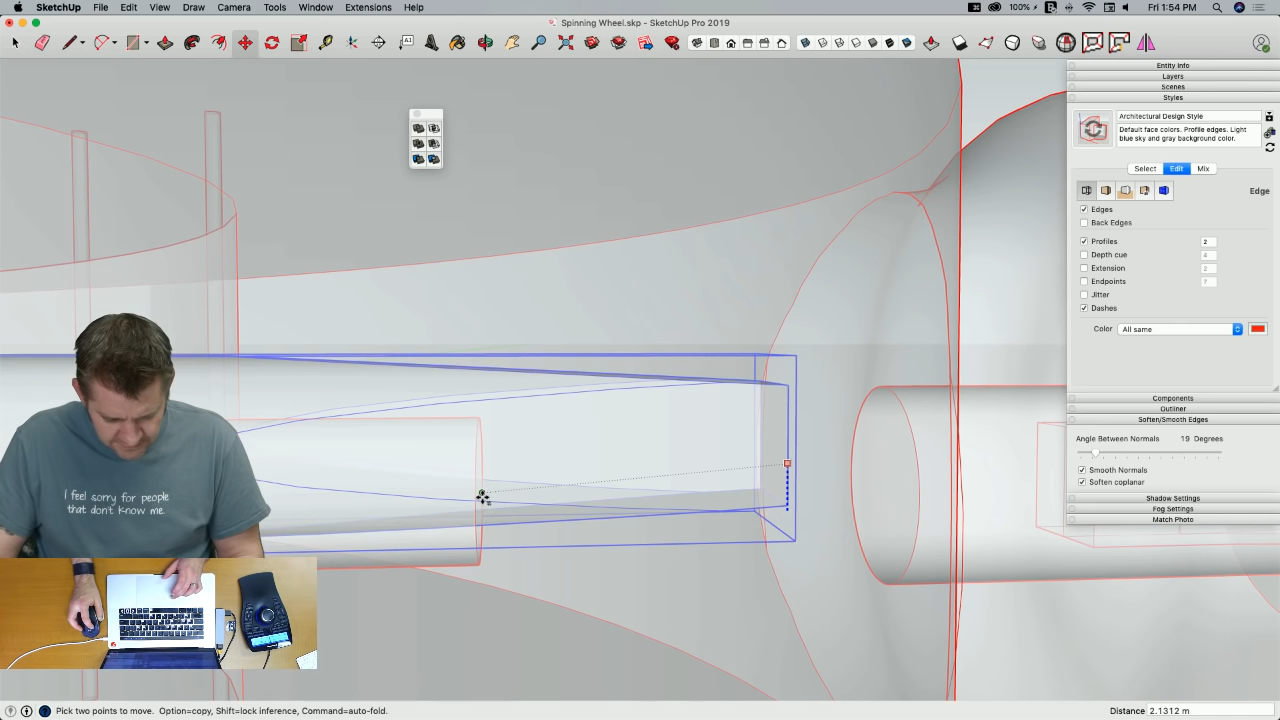 SketchUp File Edit View Draw Camera Tools Window Extensions Help
100% Fri 1:54 PM
Spinning Wheel.skp - SketchUp Pro 2019
Entity Info
Layers
Scenes
Styles
Architectural Design Style
Default face colors. Profile edges. Light
blue sky and gray background color.
Select Edit Mix
Edge
Edges
Back Edges
Profiles 2
Depth cue 4
Extension 2
Endpoints 7
Jitter
Dashes
Color All same
Components
Outliner
Soften/Smooth Edges
Angle Between Normals 19 Degrees
Smooth Normals
Soften coplanar
Shadow Settings
Fog Settings
Match Photo
I feel sorry for people
that don't know me.
Pick two points to move. Option=copy, Shift=lock inference, Command=auto-fold.
Distance 2.1312 m